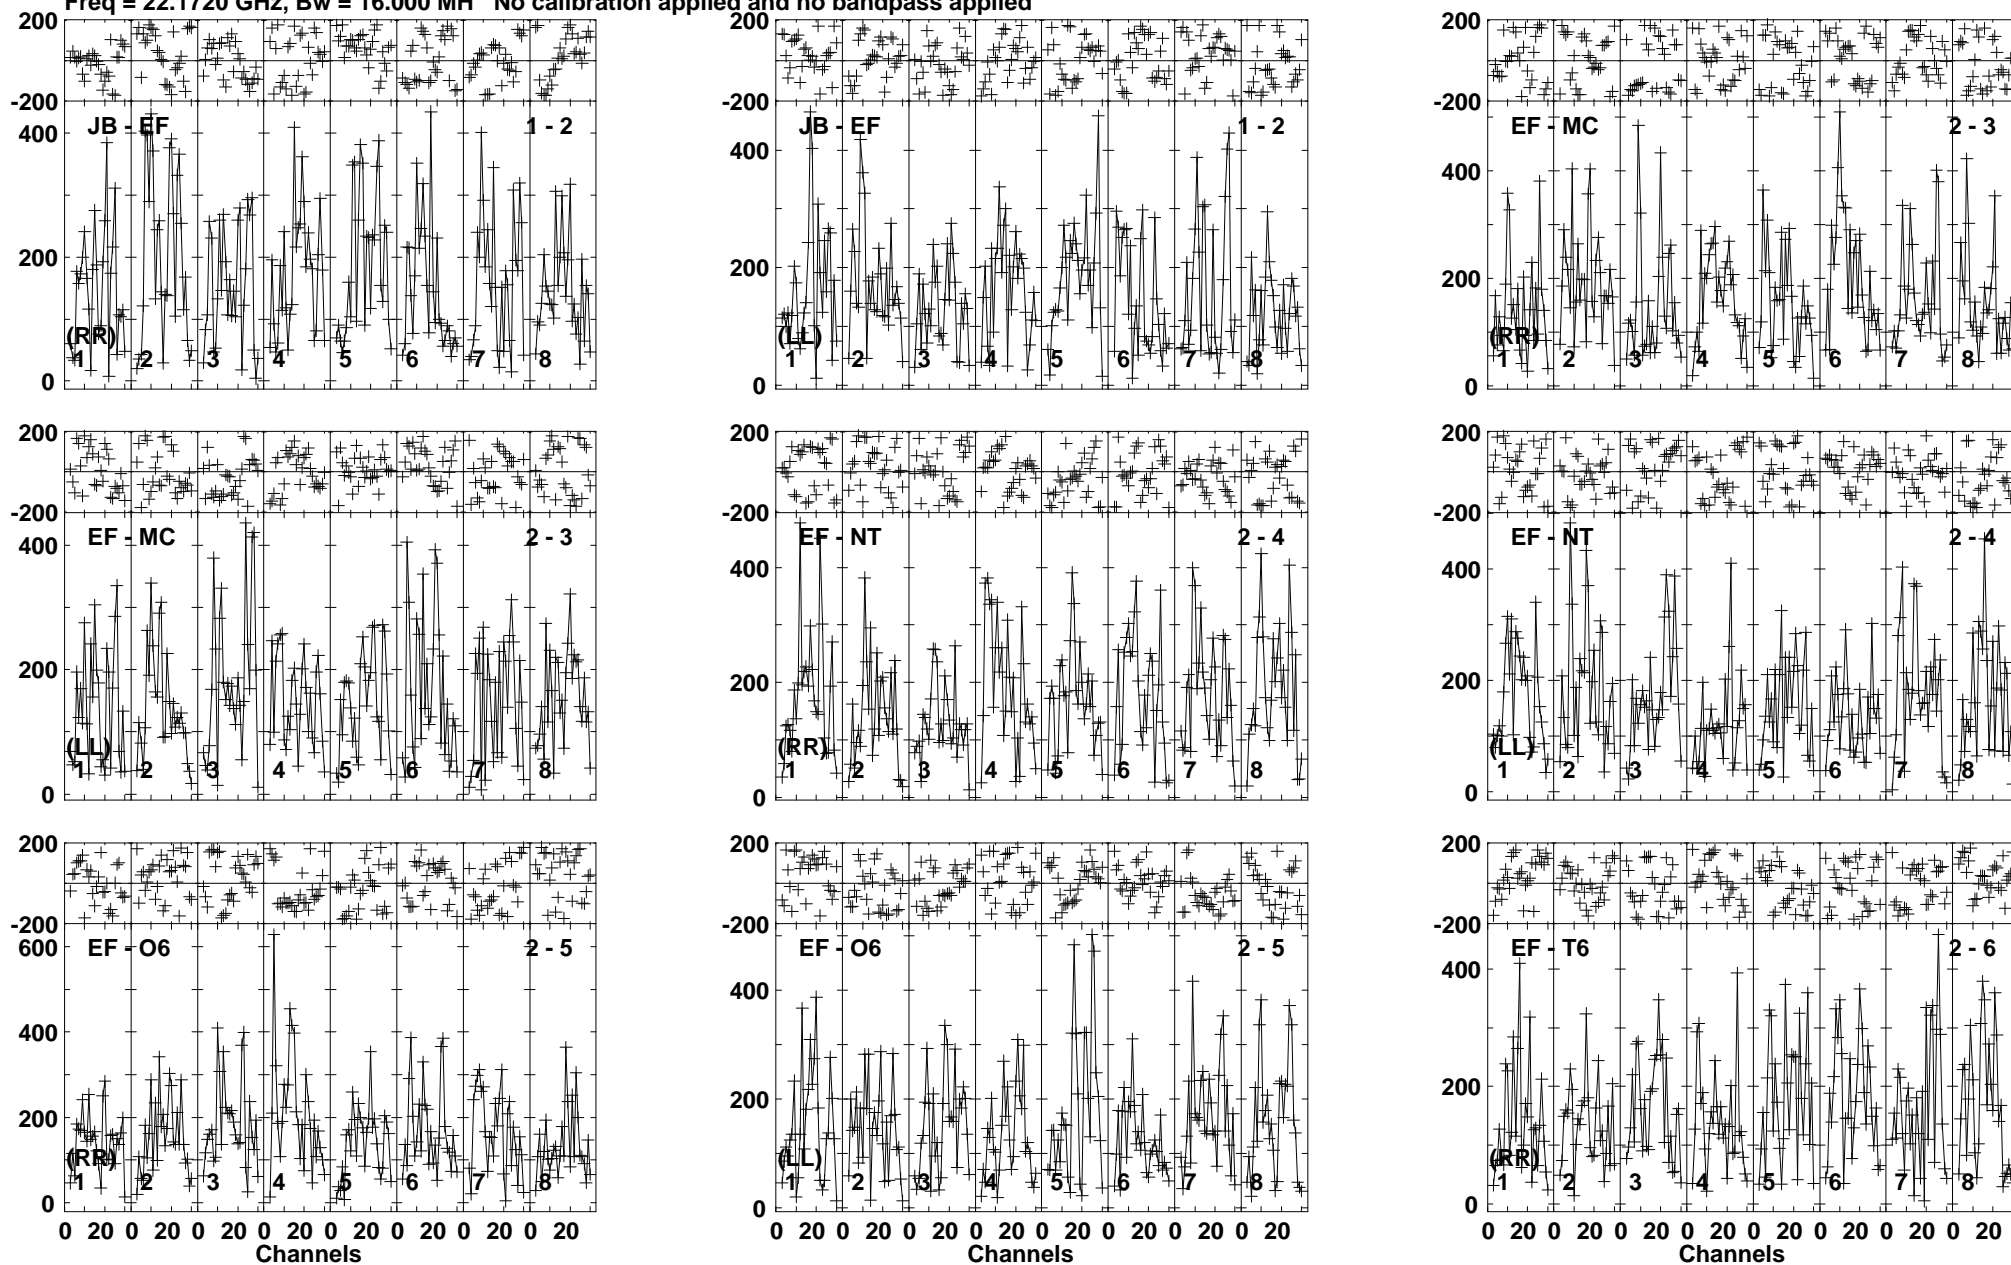 Freq = 22.1720 GHz, Bw = 16.000 MH No calibration applied and no bandpass applied
200 200 200
-200 -200 -200
JB - EF 1 - 2 JB - EF 1 - 2 EF - MC 2 - 3
400 400 400
200 200 200
(RR) (LL) (RR)
1 2 3 4 5 6 7 8 1 2 3 4 5 6 7 8 1 2 3 4 5 6 7 8
0 0 0
200 200 200
-200 -200 -200
EF - MC 2 - 3 EF - NT 2 - 4 EF - NT 2 - 4
400 400 400
200 200 200
(LL) (RR) (LL)
1 2 3 4 5 6 7 8 1 2 3 4 5 6 7 8 1 2 3 4 5 6 7 8
0 0 0
200 200 200
-200 -200 -200
EF - O6 2 - 5 EF - O6 2 - 5 EF - T6 2 - 6
600
400 400 400
200 200 200
(RR) (LL) (RR)
1 2 3 4 5 6 7 8 1 2 3 4 5 6 7 8 1 2 3 4 5 6 7 8
0 0 0
0 20 0 20 0 20 0 20 0 20 0 20 0 20 0 20 0 20 0 20 0 20 0 20 0 20 0 20 0 20 0 20 0 20 0 20 0 20 0 20 0 20 0 20 0 20 0 20
Channels Channels Channels